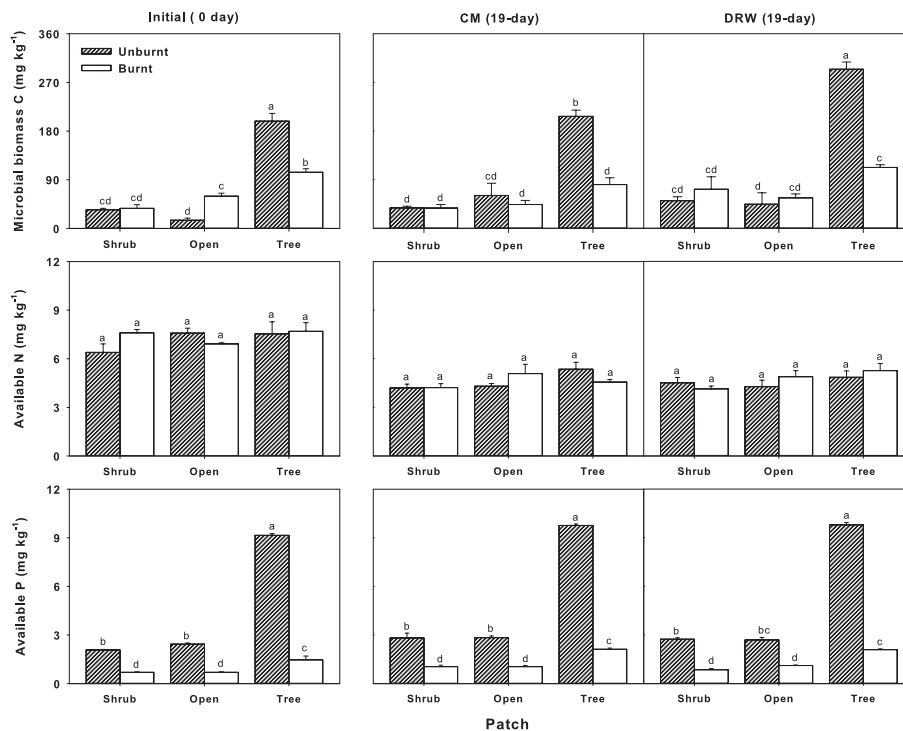 Initial ( 0 day)
CM (19-day)
DRW (19-day)
Microbial biomass C (mg kg-1)
360
270
180
90
0
Unburnt
Burnt
cd cd d c a b
d d cd d b d
cd cd d cd a c
Shrub Open Tree
Shrub Open Tree
Shrub Open Tree
Available N (mg kg-1)
12
9
6
3
0
a a a a a a
a a a a a a
a a a a a a
Shrub Open Tree
Shrub Open Tree
Shrub Open Tree
Available P (mg kg-1)
12
9
6
3
0
b d b d a c
b d b d a c
b d bc d a c
Shrub Open Tree
Shrub Open Tree
Shrub Open Tree
Patch